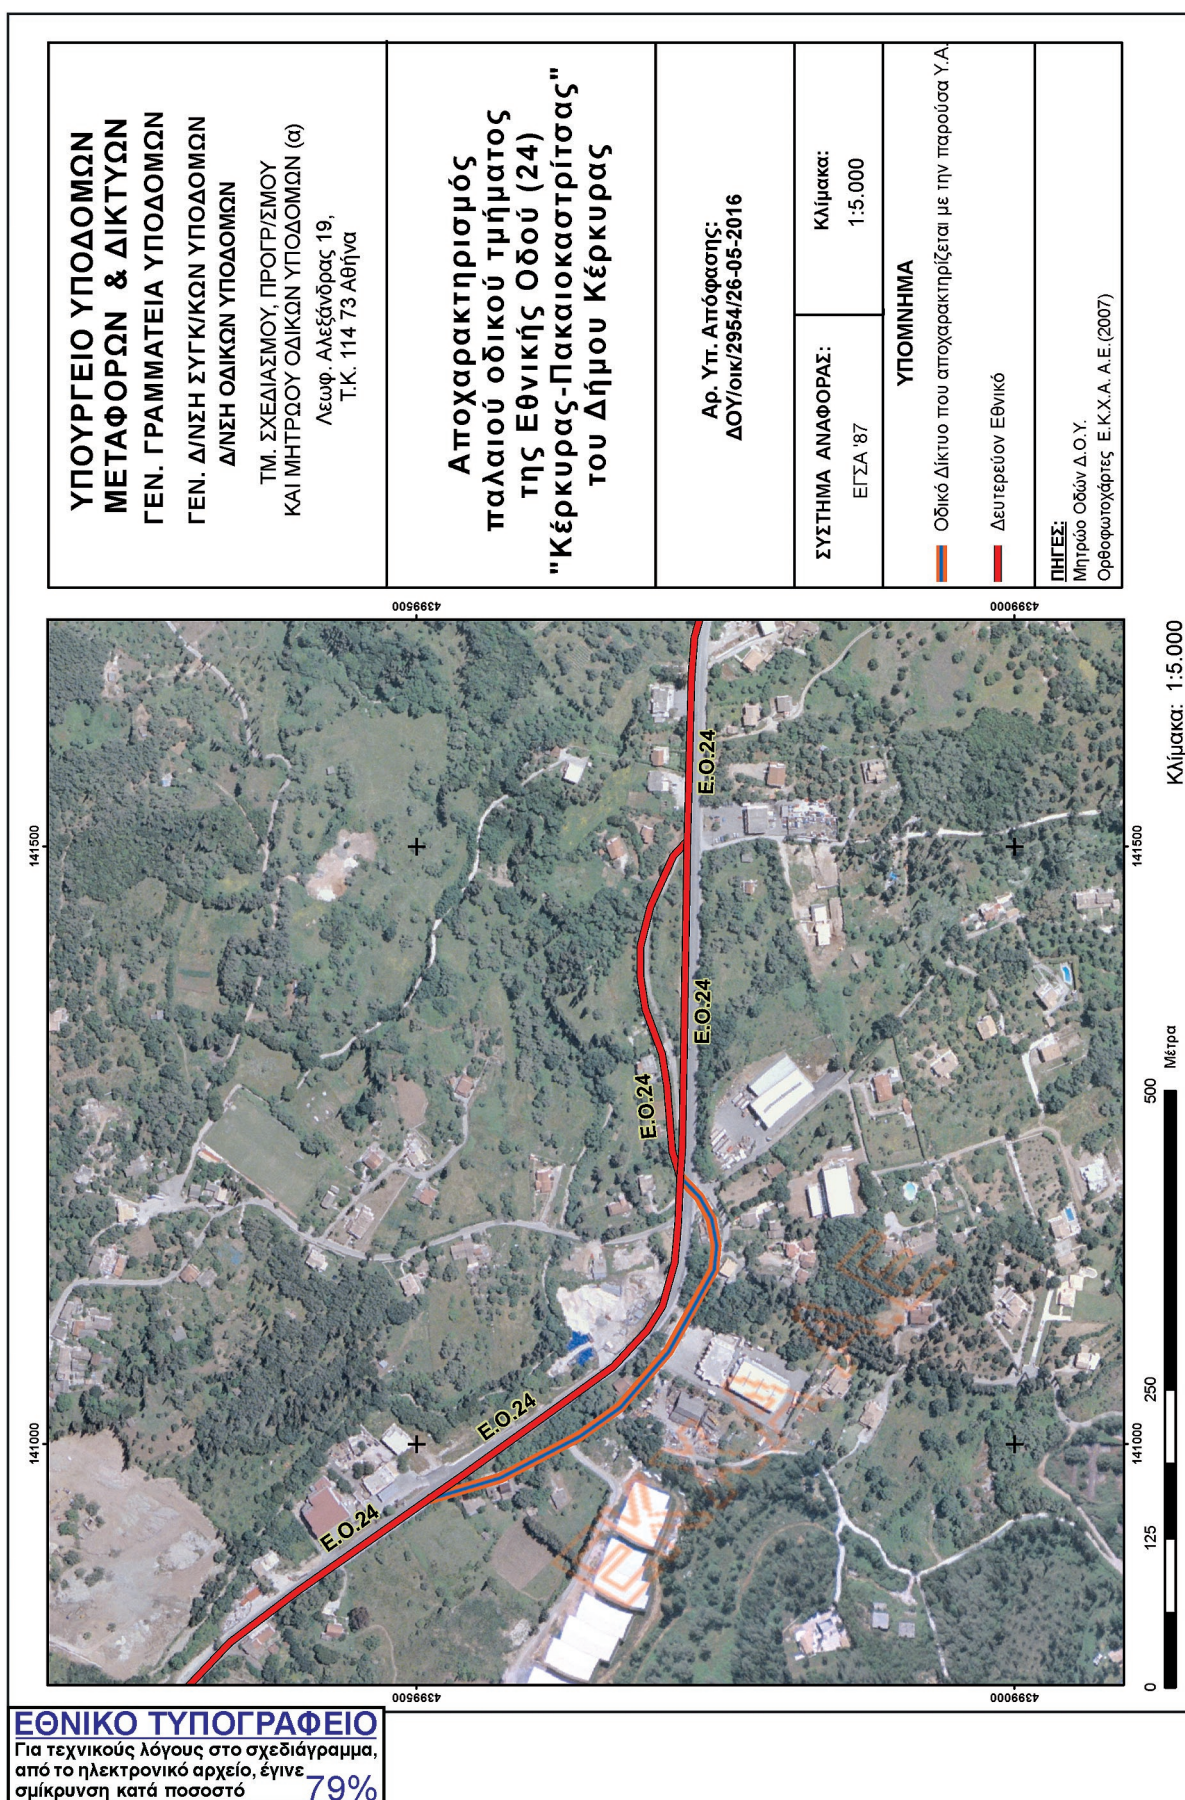 ΥΠΟΥΡΓΕΙΟ ΥΠΟΔΟΜΩΝ
ΜΕΤΑΦΟΡΩΝ & ΔΙΚΤΥΩΝ
ΓΕΝ. ΓΡΑΜΜΑΤΕΙΑ ΥΠΟΔΟΜΩΝ
ΓΕΝ. Δ/ΝΣΗ ΣΥΓΚ/ΚΩΝ ΥΠΟΔΟΜΩΝ
Δ/ΝΣΗ ΟΔΙΚΩΝ ΥΠΟΔΟΜΩΝ
ΤΜ. ΣΧΕΔΙΑΣΜΟΥ, ΠΡΟΓΡ/ΣΜΟΥ
ΚΑΙ ΜΗΤΡΩΟΥ ΟΔΙΚΩΝ ΥΠΟΔΟΜΩΝ (α)
Λεωφ. Αλεξάνδρας 19,
Τ.Κ. 114 73 Αθήνα
Αποχαρακτηρισμός
παλαιού οδικού τμήματος
της Εθνικής Οδού (24)
"Κέρκυρας-Πακαιοκαστρίτσας"
του Δήμου Κέρκυρας
Αρ. Υπ. Απόφασης:
ΔΟΥ/οικ/2954/26-05-2016
ΣΥΣΤΗΜΑ ΑΝΑΦΟΡΑΣ:
ΕΓΣΑ '87
Κλίμακα:
1:5.000
ΥΠΟΜΝΗΜΑ
Οδικό Δίκτυο που αποχαρακτηρίζεται με την παρούσα Υ.Α.
Δευτερεύον Εθνικό
ΠΗΓΕΣ:
Μητρώο Οδών Δ.Ο.Υ.
Ορθοφωτοχάρτες Ε.Κ.Χ.Α. Α.Ε.(2007)
4399500
4399000
141500
141500
141000
141000
4399500
4399000
Ε.Ο.24
Ε.Ο.24
Ε.Ο.24
Ε.Ο.24
Ε.Ο.24
Κλίμακα: 1:5.000
0
125
250
500
Μέτρα
ΕΘΝΙΚΟ ΤΥΠΟΓΡΑΦΕΙΟ
Για τεχνικούς λόγους στο σχεδιάγραμμα,
από το ηλεκτρονικό αρχείο, έγινε
σμίκρυνση κατά ποσοστό 79%